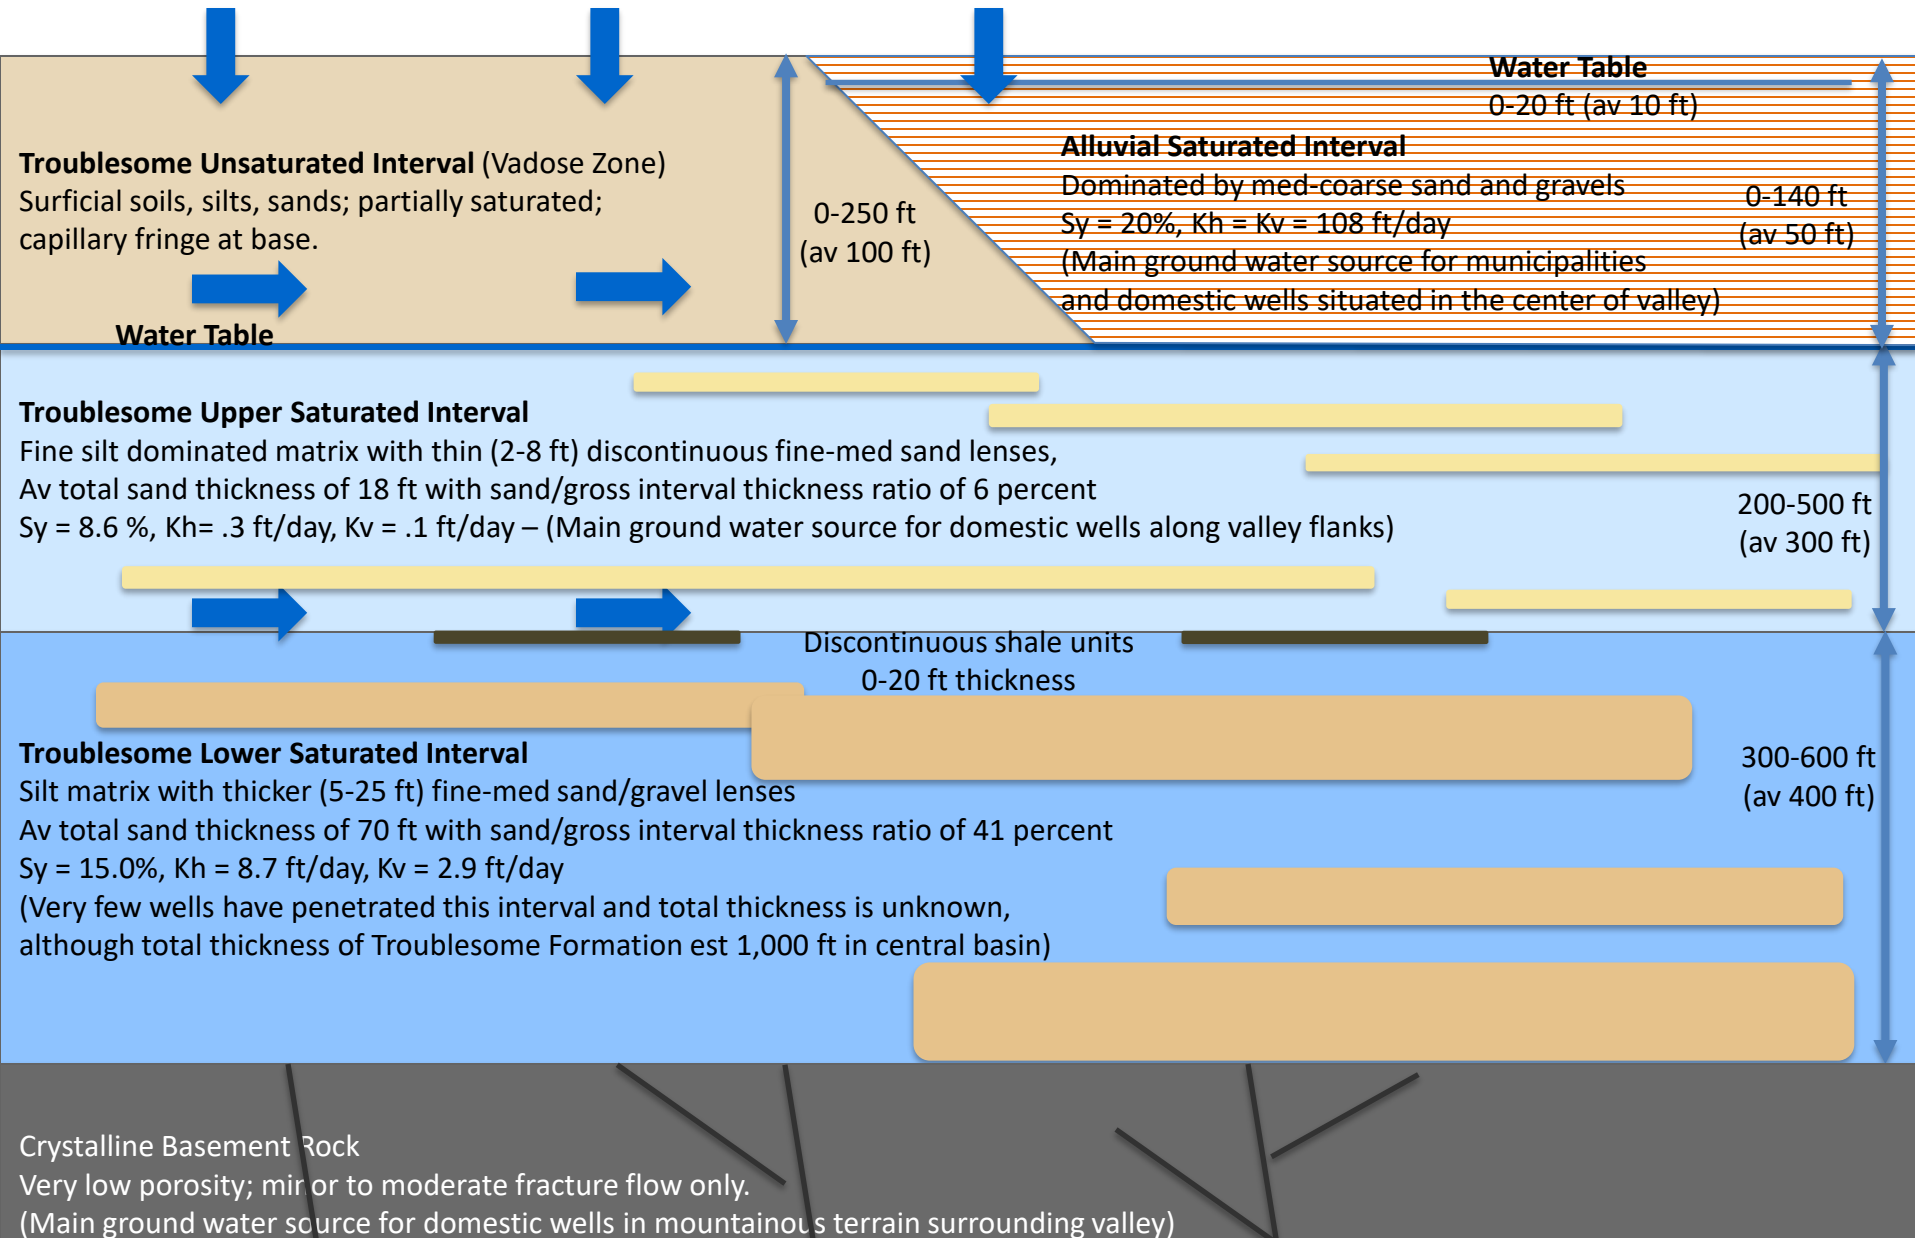 Water Table
0-20 ft (av 10 ft)
Troublesome Unsaturated Interval (Vadose Zone)
Surficial soils, silts, sands; partially saturated;
capillary fringe at base.
0-250 ft
(av 100 ft)
Alluvial Saturated Interval
Dominated by med-coarse sand and gravels
Sy = 20%, Kh = Kv = 108 ft/day
(Main ground water source for municipalities
and domestic wells situated in the center of valley)
0-140 ft
(av 50 ft)
Water Table
Troublesome Upper Saturated Interval
Fine silt dominated matrix with thin (2-8 ft) discontinuous fine-med sand lenses,
Av total sand thickness of 18 ft with sand/gross interval thickness ratio of 6 percent
Sy = 8.6 %, Kh= .3 ft/day, Kv = .1 ft/day – (Main ground water source for domestic wells along valley flanks)
200-500 ft
(av 300 ft)
Discontinuous shale units
0-20 ft thickness
Troublesome Lower Saturated Interval
Silt matrix with thicker (5-25 ft) fine-med sand/gravel lenses
Av total sand thickness of 70 ft with sand/gross interval thickness ratio of 41 percent
Sy = 15.0%, Kh = 8.7 ft/day, Kv = 2.9 ft/day
(Very few wells have penetrated this interval and total thickness is unknown,
although total thickness of Troublesome Formation est 1,000 ft in central basin)
300-600 ft
(av 400 ft)
Crystalline Basement Rock
Very low porosity; minor to moderate fracture flow only.
(Main ground water source for domestic wells in mountainous terrain surrounding valley)